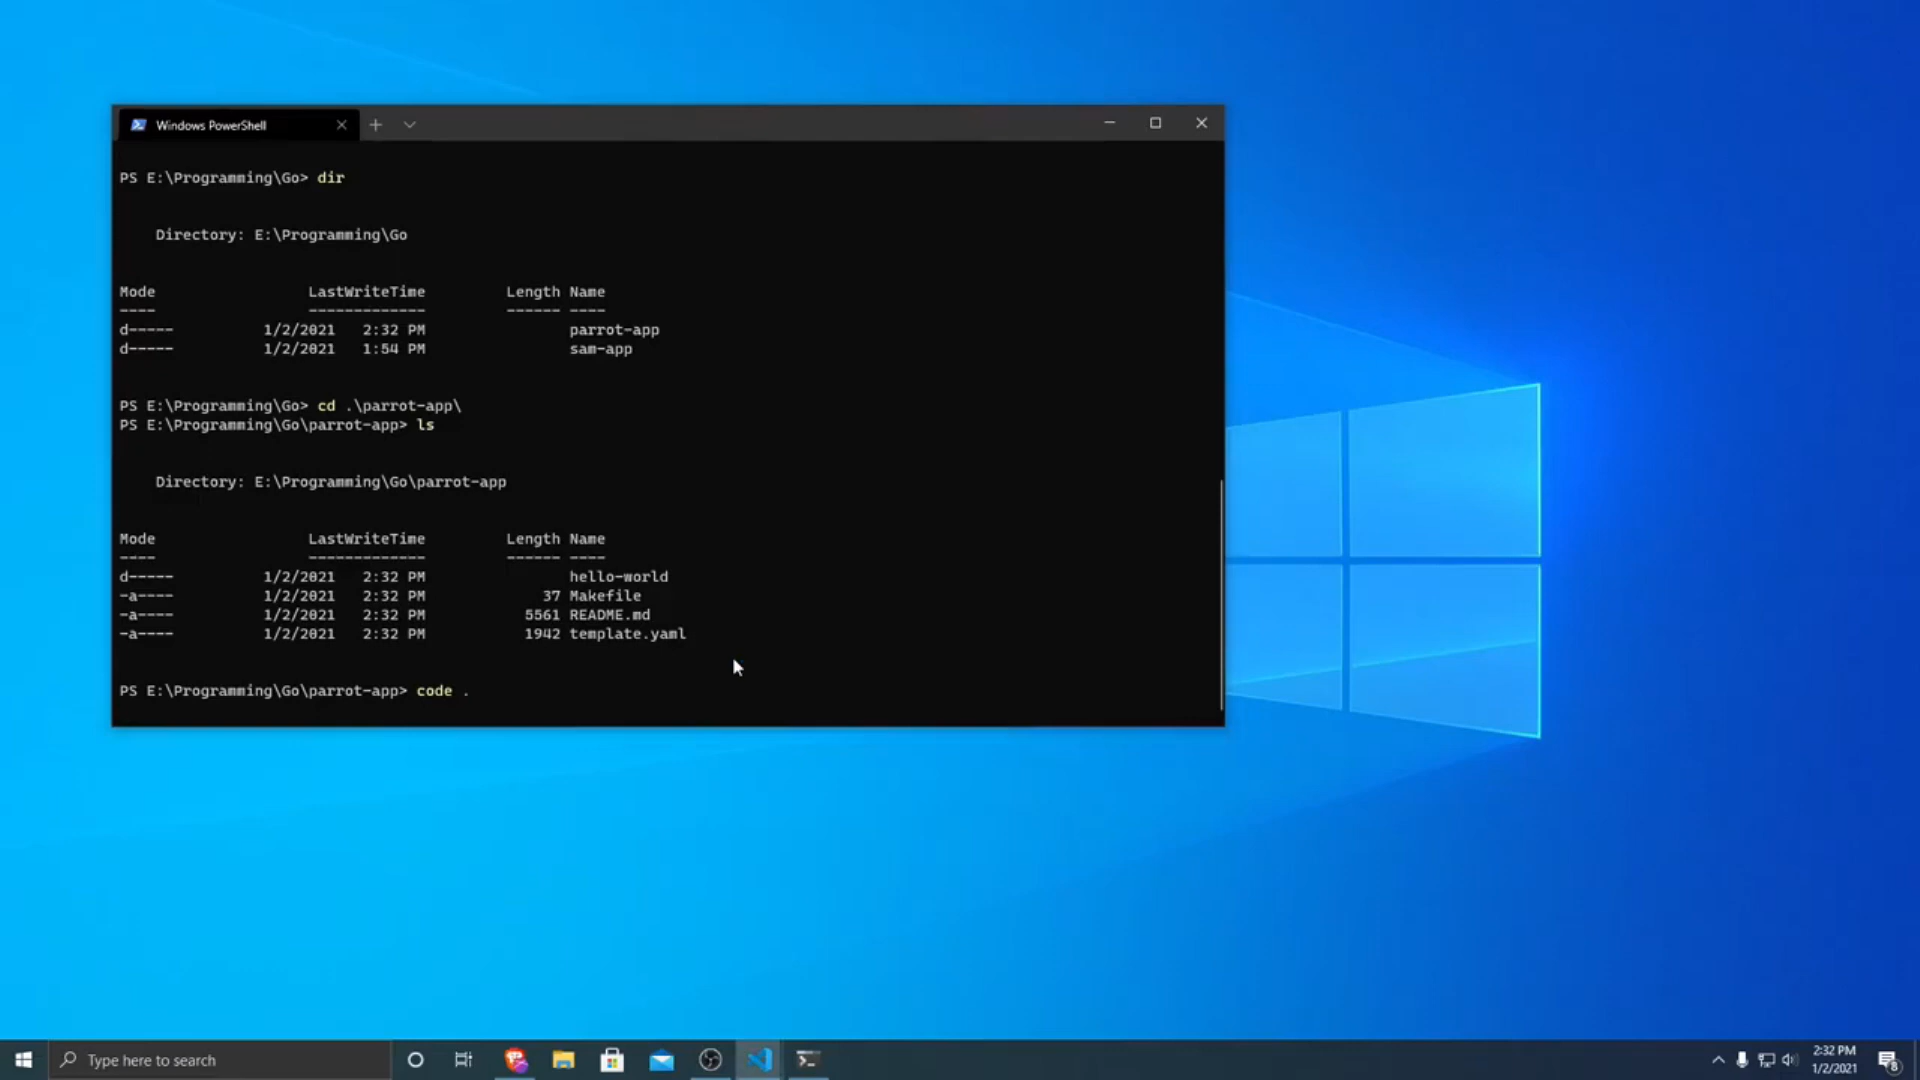 Windows PowerShell
PS E:\Programming\Go> dir
Directory: E:\Programming\Go
Mode LastWriteTime Length Name
---- ------------- ------ ----
d----- 1/2/2021 2:32 PM parrot-app
d----- 1/2/2021 1:54 PM sam-app
PS E:\Programming\Go> cd .\parrot-app\
PS E:\Programming\Go\parrot-app> ls
Directory: E:\Programming\Go\parrot-app
Mode LastWriteTime Length Name
---- ------------- ------ ----
d----- 1/2/2021 2:32 PM hello-world
-a---- 1/2/2021 2:32 PM 37 Makefile
-a---- 1/2/2021 2:32 PM 5561 README.md
-a---- 1/2/2021 2:32 PM 1942 template.yaml
PS E:\Programming\Go\parrot-app> code .
Type here to search
2:32 PM
1/2/2021
8